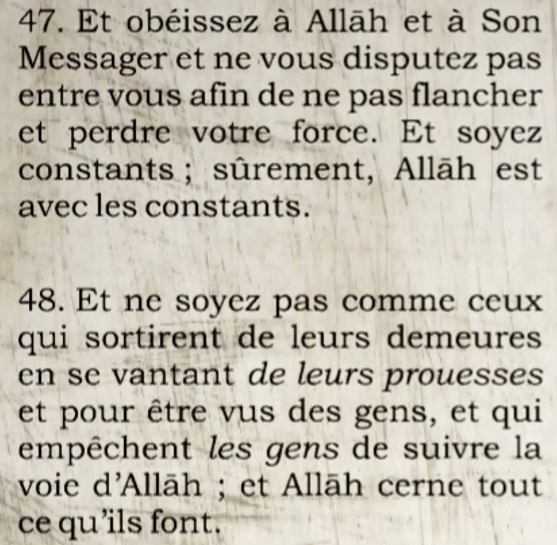 47. Et obéissez à Allāh et à Son
Messager et ne vous disputez pas
entre vous afin de ne pas flancher
et perdre votre force. Et soyez
constants ; sûrement, Allāh est
avec les constants.
48. Et ne soyez pas comme ceux
qui sortirent de leurs demeures
en se vantant de leurs prouesses
et pour être vus des gens, et qui
empêchent les gens de suivre la
voie d'Allāh ; et Allāh cerne tout
ce qu'ils font.